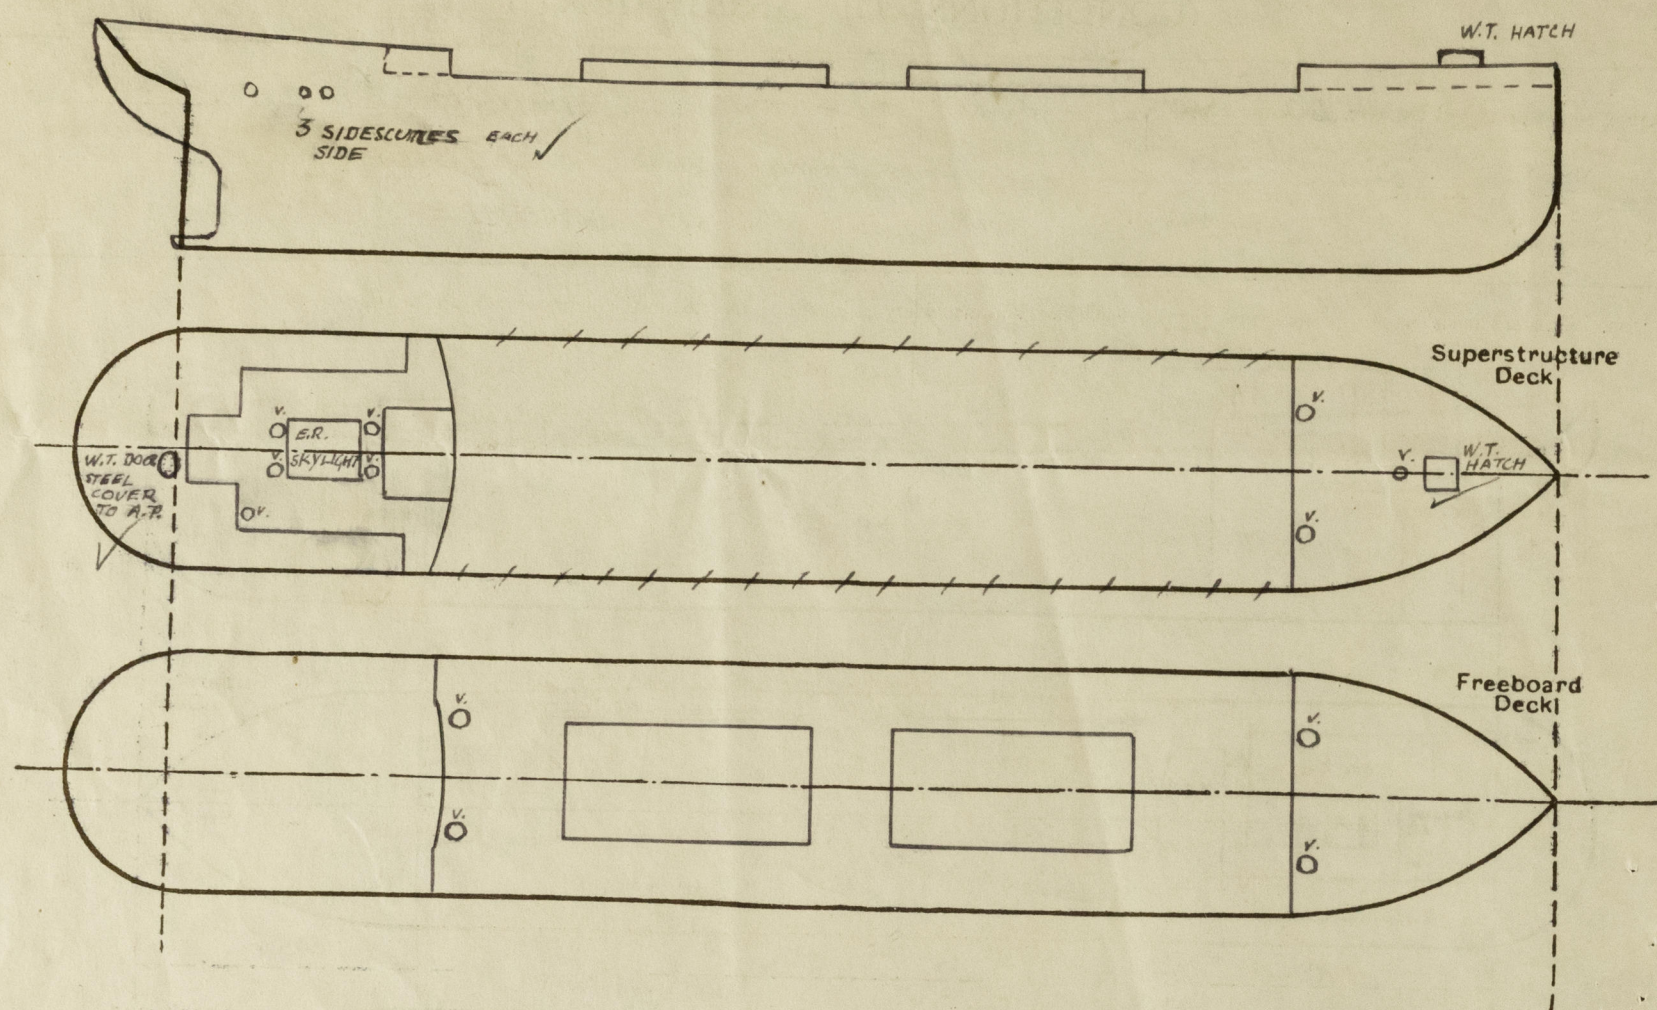 W.T. HATCH
3 SIDESCUTTLES EACH
SIDE
Superstructure
Deck
V.
V.
V.
E.R.
SKYLIGHT
V.
V.
V.
W.T. DOOR
STEEL
COVER
TO A.P.
V.
W.T.
HATCH
V.
V.
Freeboard
Deck
V.
V.
V.
V.